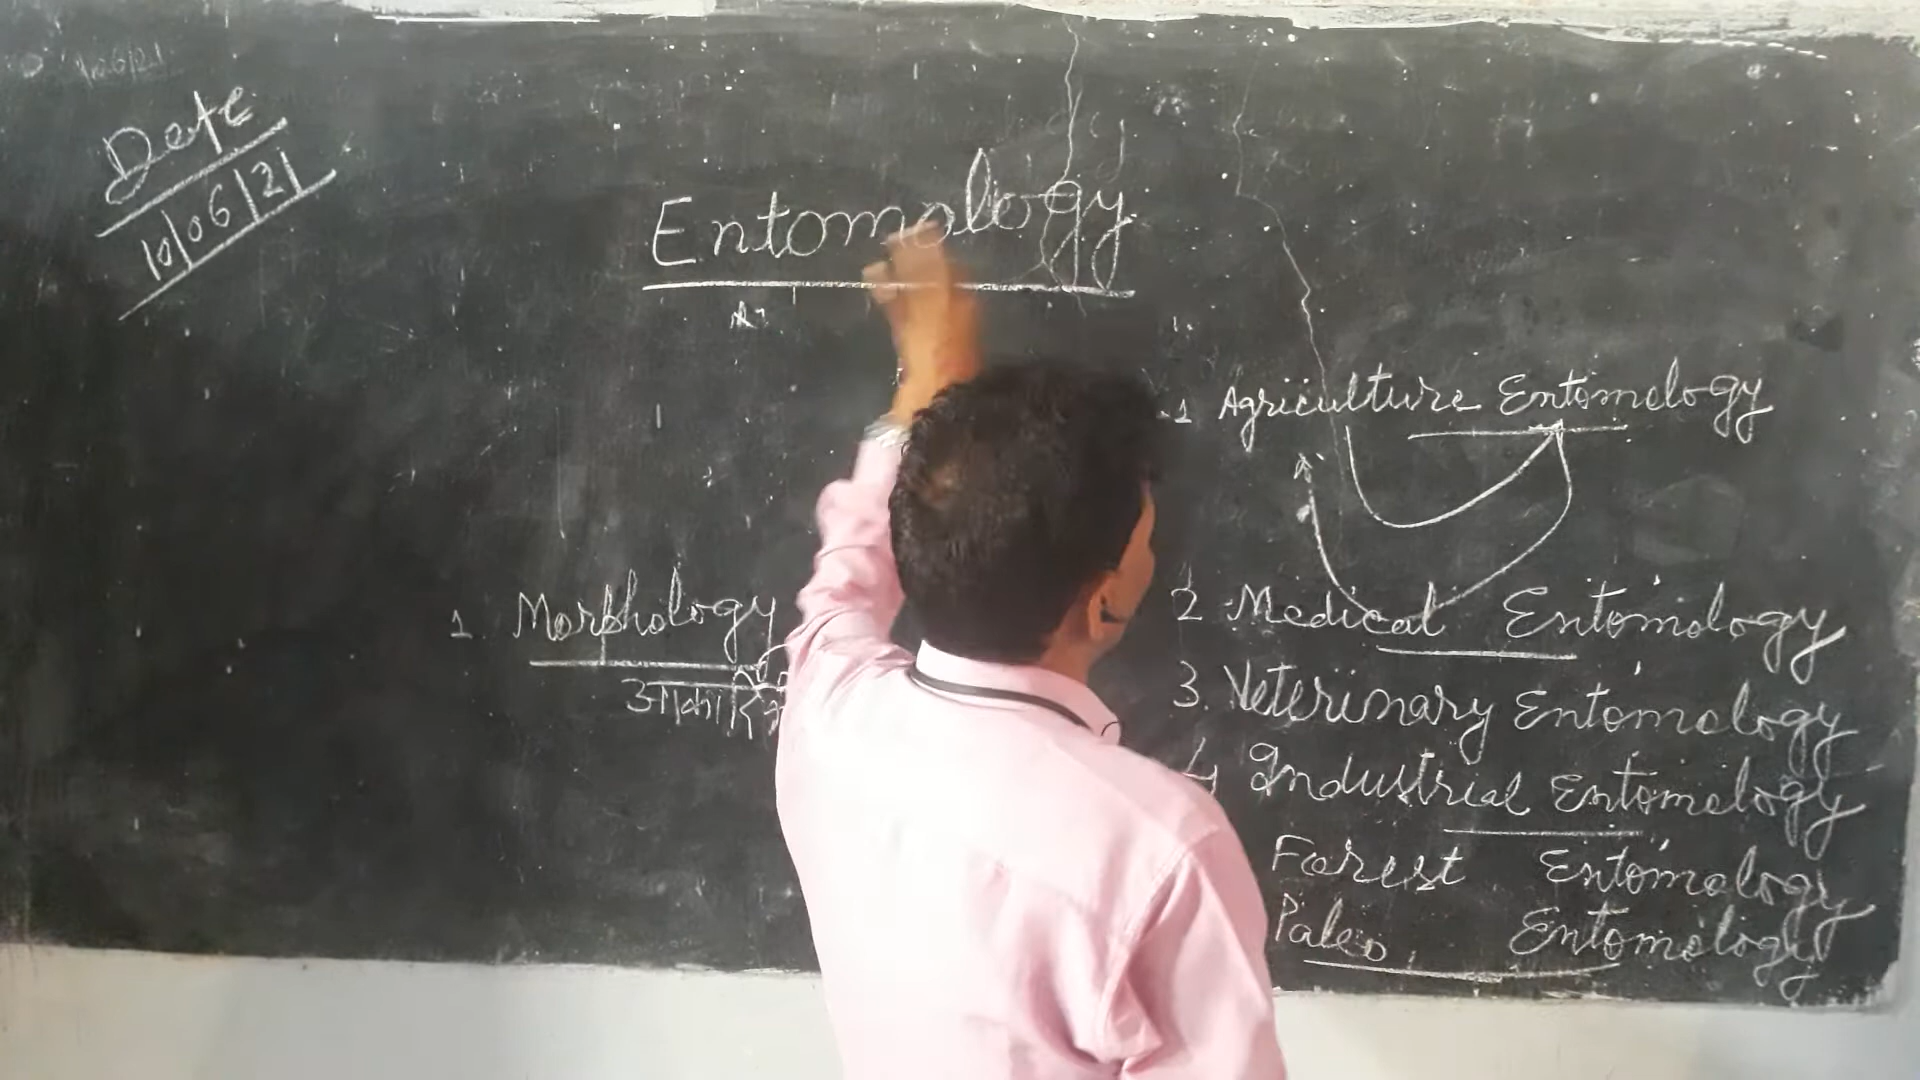 Date
10/06/21
Entomology
1 Agriculture Entomology
1. Morphology
2 Medical Entomology
3. Veterinary Entomology
4 Industrial Entomology
Forest Entomology
Paleo Entomology